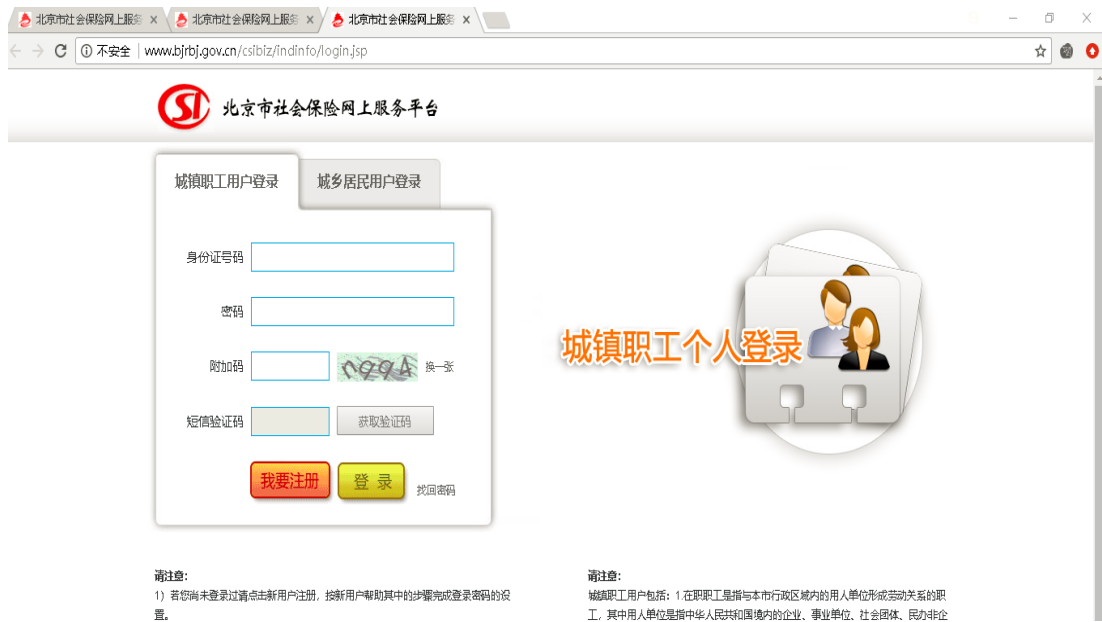 北京市社会保险网上服务
北京市社会保险网上服务
北京市社会保险网上服务
不安全 www.bjrbj.gov.cn/csibiz/indinfo/login.jsp
CSI 北京市社会保险网上服务平台
城镇职工用户登录
城乡居民用户登录
身份证号码
密码
附加码 n994 换一张
短信验证码 获取验证码
我要注册 登 录 找回密码
城镇职工个人登录
请注意:
1) 若您尚未登录过请点击新用户注册, 按新用户帮助其中的步骤完成登录密码的设
置。
请注意:
城镇职工用户包括: 1.在职职工是指与本市行政区域内的用人单位形成劳动关系的职
工, 其中用人单位是指中华人民共和国境内的企业、事业单位、社会团体、民办非企